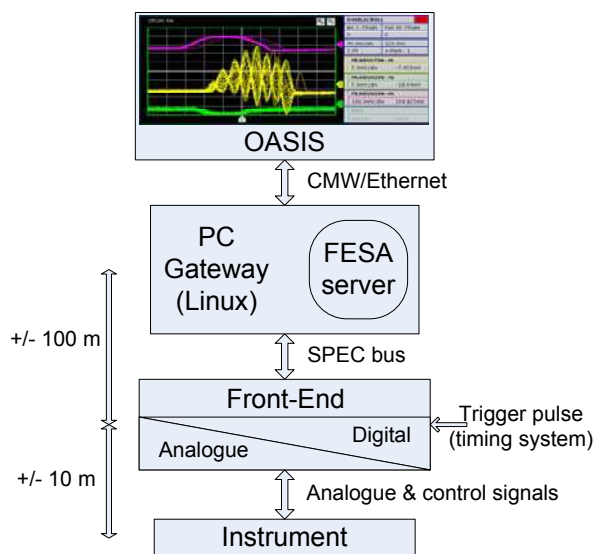 OASIS
CMW/Ethernet
PC
Gateway
(Linux)
FESA
server
+/- 100 m
SPEC bus
Front-End
Digital
Analogue
Trigger pulse
(timing system)
+/- 10 m
Analogue & control signals
Instrument